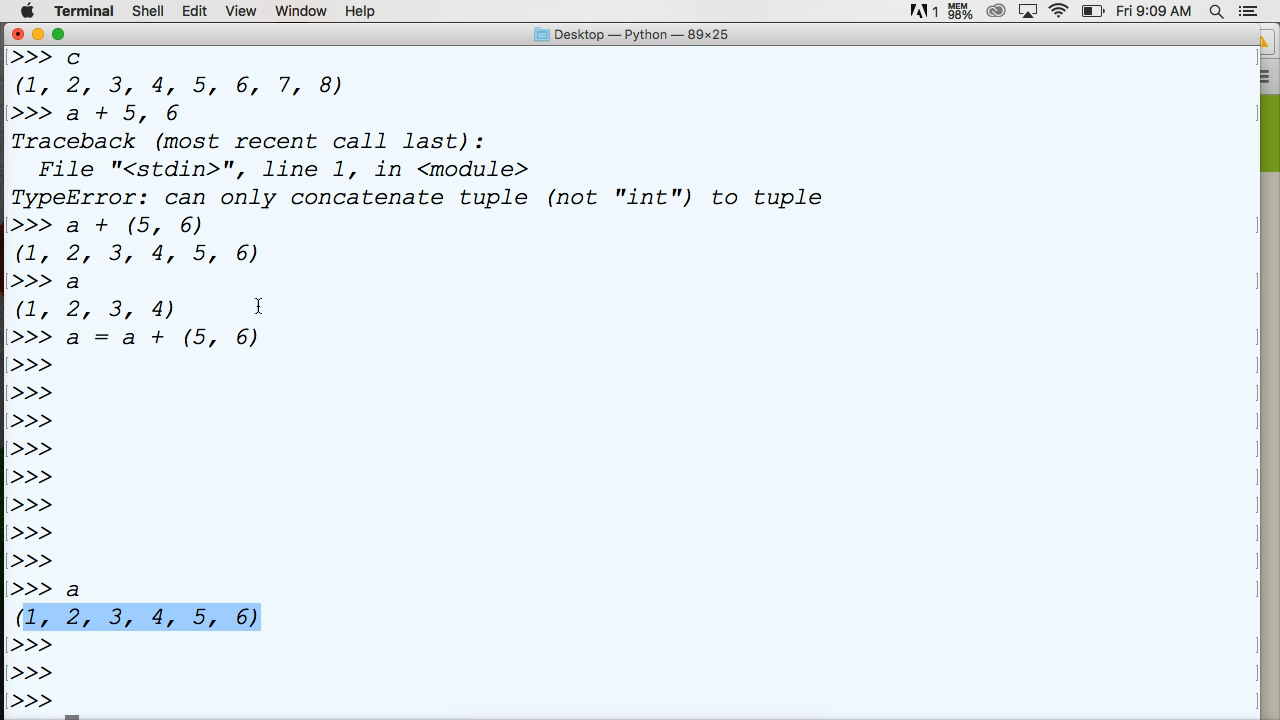 Terminal Shell Edit View Window Help 1 MEM 98% Fri 9:09 AM
Desktop — Python — 89×25
>>> c
(1, 2, 3, 4, 5, 6, 7, 8)
>>> a + 5, 6
Traceback (most recent call last):
  File "<stdin>", line 1, in <module>
TypeError: can only concatenate tuple (not "int") to tuple
>>> a + (5, 6)
(1, 2, 3, 4, 5, 6)
>>> a
(1, 2, 3, 4)
>>> a = a + (5, 6)
>>>
>>>
>>>
>>>
>>>
>>>
>>>
>>>
>>> a
(1, 2, 3, 4, 5, 6)
>>>
>>>
>>>